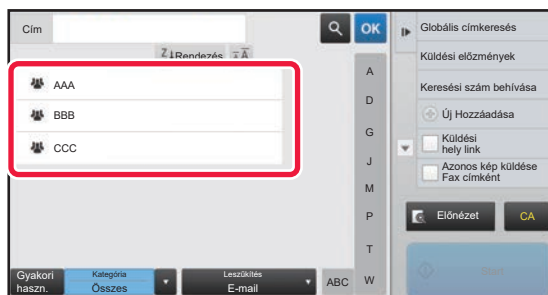 Cím
OK
Rendezés
AAA
BBB
CCC
A
D
G
J
M
P
T
W
ABC
Globális címkeresés
Küldési előzmények
Keresési szám behívása
Új Hozzáadása
Küldési
hely link
Azonos kép küldése
Fax címként
Előnézet
CA
Start
Gyakori
haszn.
Kategória
Összes
Leszűkítés
E-mail